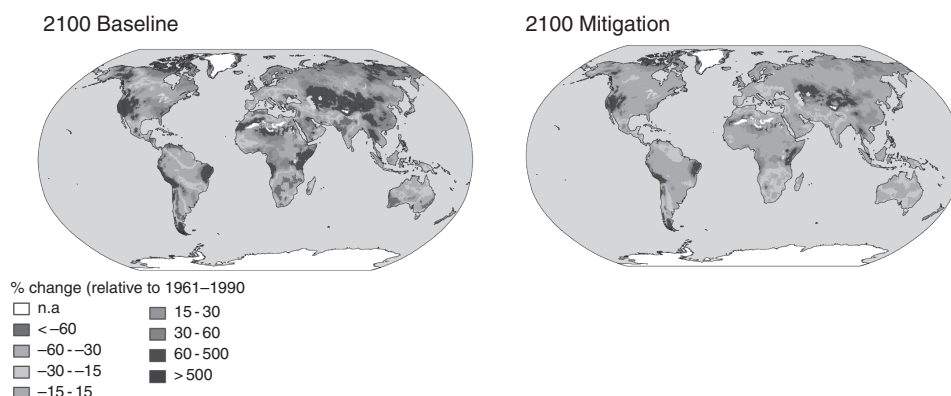 2100 Baseline
2100 Mitigation
% change (relative to 1961–1990
n.a
<–60
–60 - –30
–30 - –15
–15 - 15
15 - 30
30 - 60
60 - 500
>500